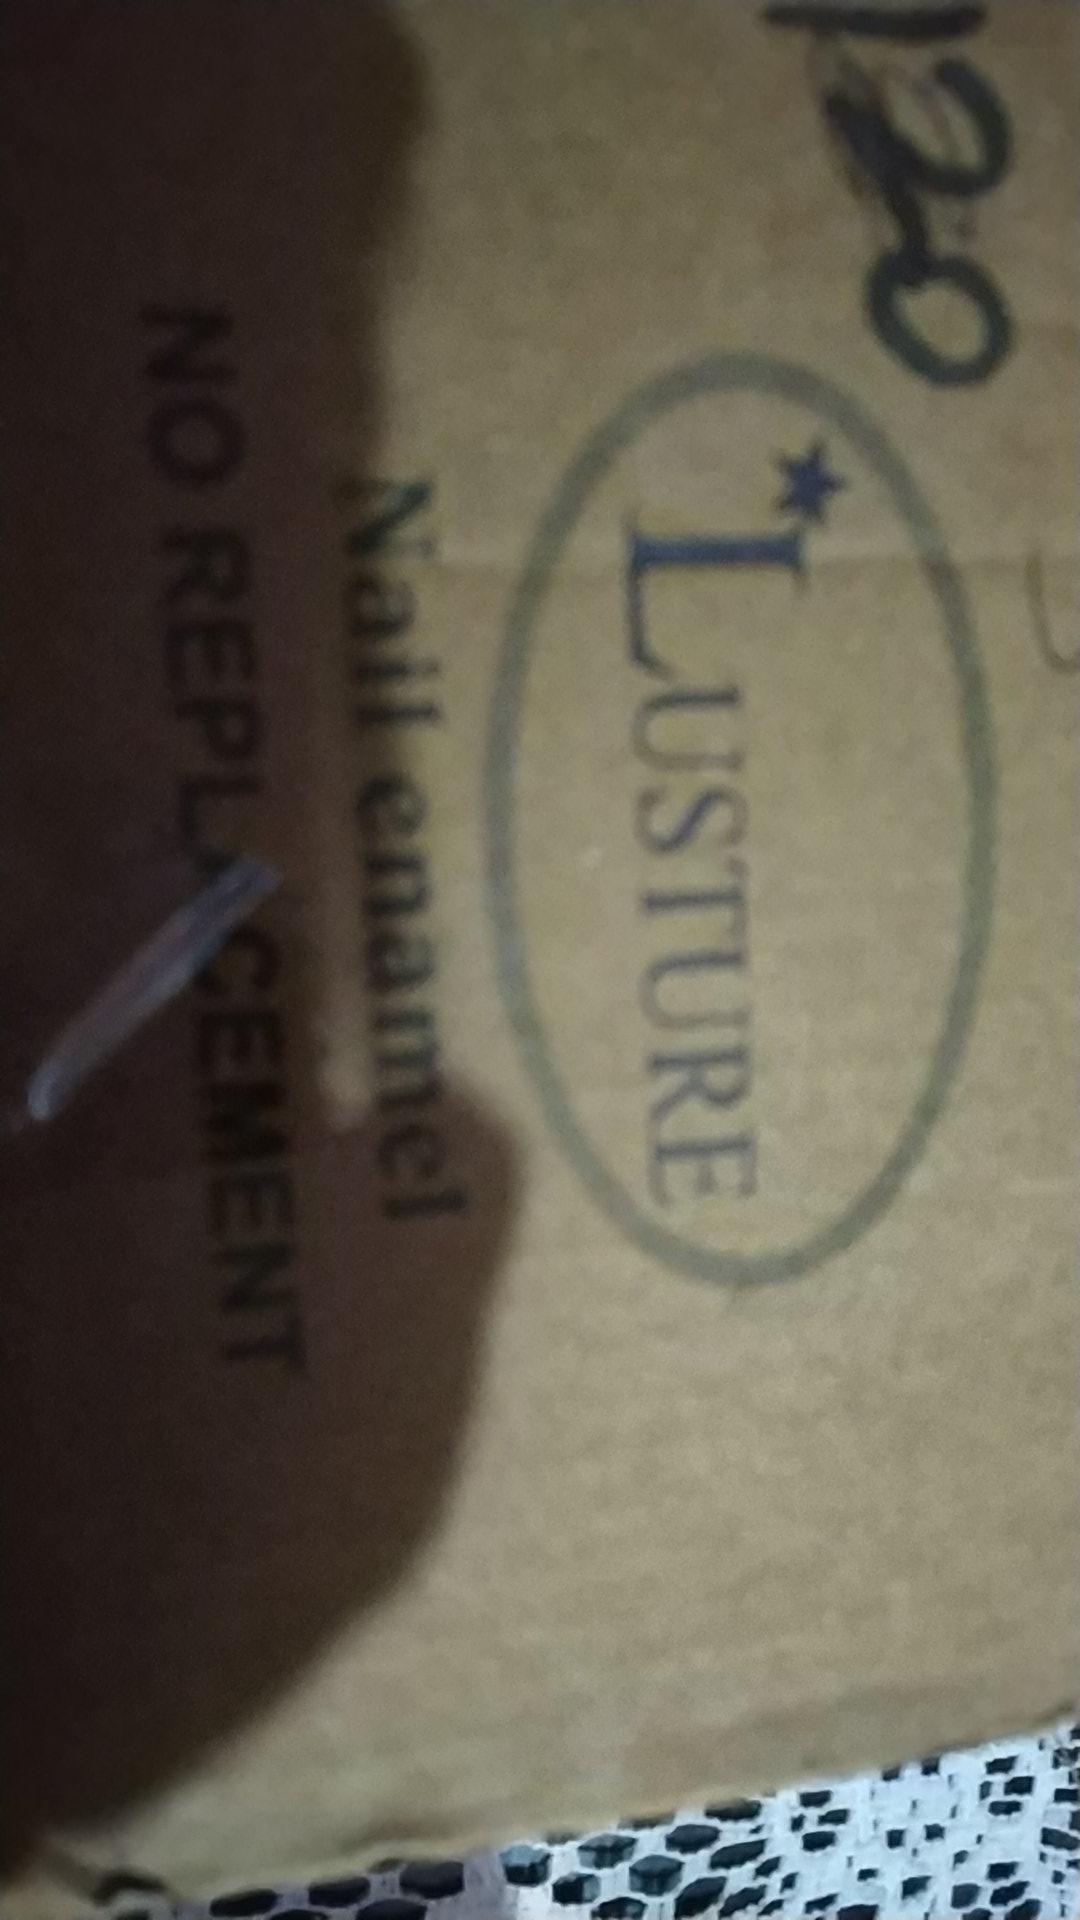 120
LUSTURE
Nail enamel
NO REPLACEMENT